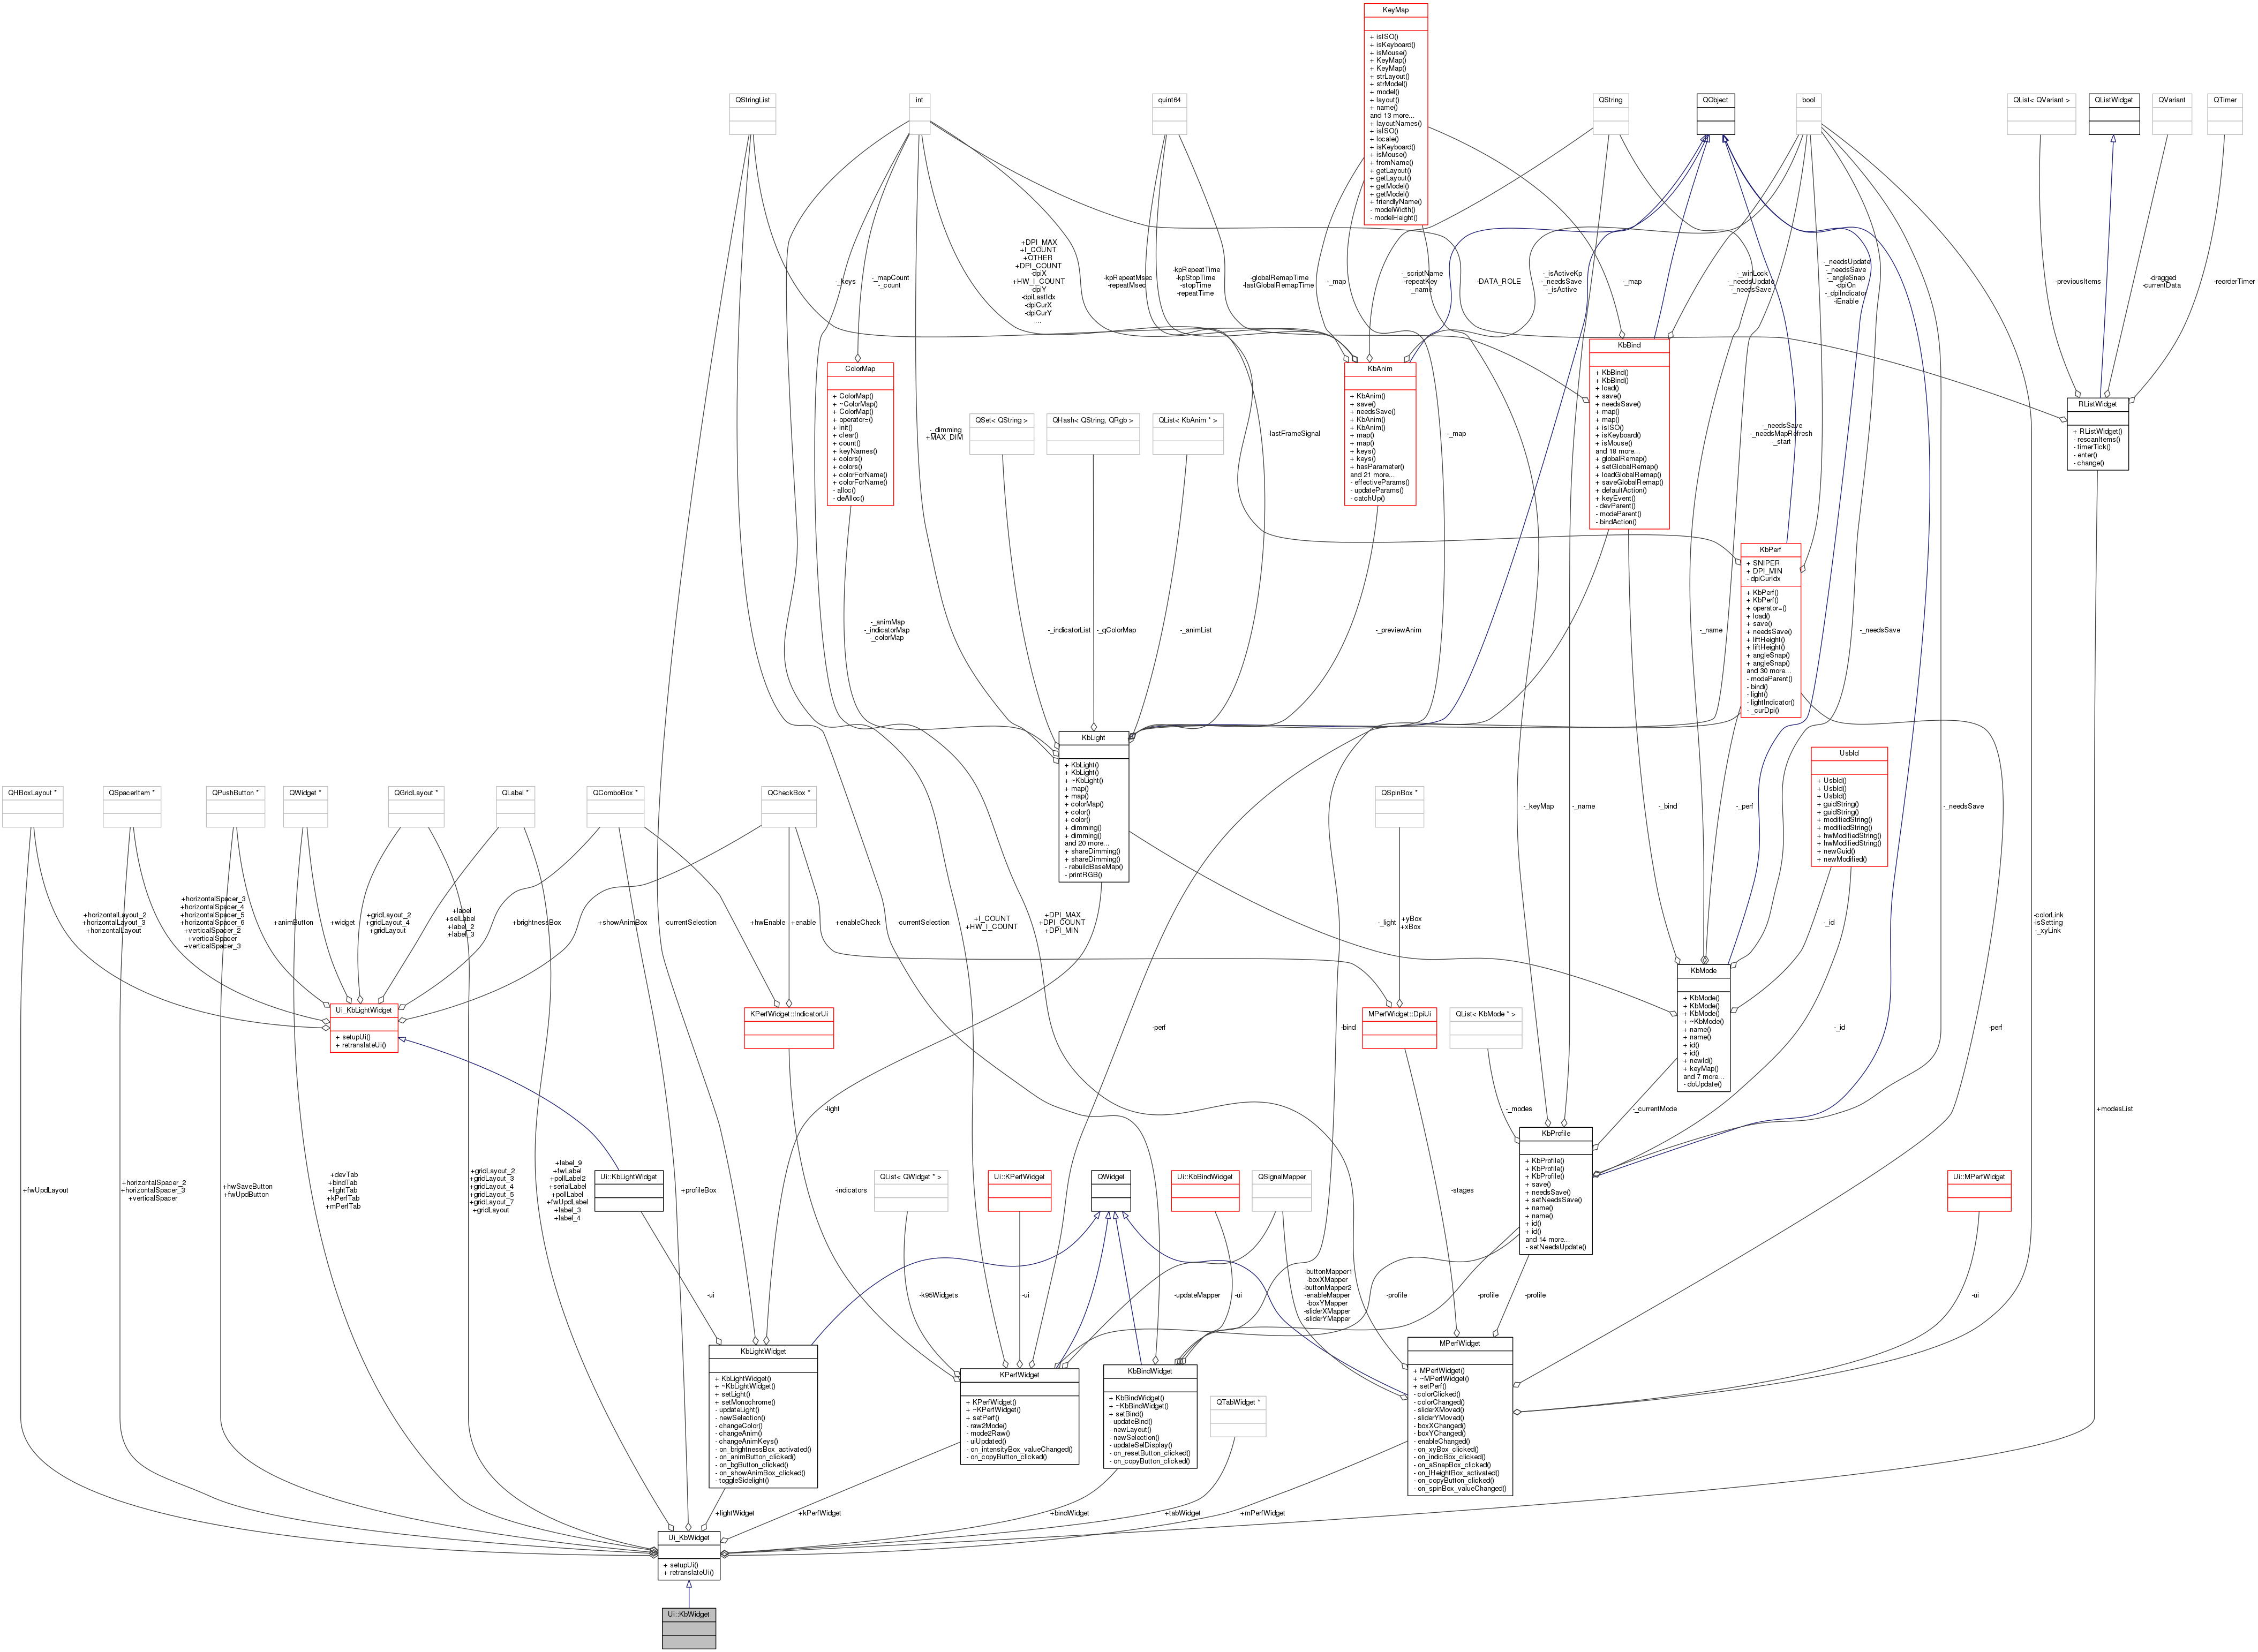 KeyMap
+ isISO()
+ isKeyboard()
+ isMouse()
+ KeyMap()
+ KeyMap()
+ strLayout()
+ strModel()
+ model()
+ layout()
+ name()
and 13 more...
+ layoutNames()
+ isISO()
+ locale()
+ isKeyboard()
+ isMouse()
+ fromName()
+ getLayout()
+ getLayout()
+ getModel()
+ getModel()
+ friendlyName()
- modelWidth()
- modelHeight()
QStringList
int
quint64
QString
QObject
bool
QList< QVariant >
QListWidget
QVariant
QTimer
-_keys
-_mapCount
-_count
+DPI_MAX
+I_COUNT
+OTHER
+DPI_COUNT
-dpiX
+HW_I_COUNT
-dpiY
-dpiLastIdx
-dpiCurX
-dpiCurY
...
-kpRepeatMsec
-repeatMsec
-kpRepeatTime
-kpStopTime
-stopTime
-repeatTime
-globalRemapTime
-lastGlobalRemapTime
-_map
-_scriptName
-repeatKey
-_name
-DATA_ROLE
-_isActiveKp
-_needsSave
-_isActive
-_map
-_winLock
-_needsUpdate
-_needsSave
-_needsUpdate
-_needsSave
-_angleSnap
-dpiOn
-_dpiIndicator
-iEnable
-previousItems
-dragged
-currentData
-reorderTimer
ColorMap
+ ColorMap()
+ ~ColorMap()
+ ColorMap()
+ operator=()
+ init()
+ clear()
+ count()
+ keyNames()
+ colors()
+ colors()
+ colorForName()
+ colorForName()
- alloc()
- deAlloc()
-_dimming
+MAX_DIM
QSet< QString >
QHash< QString, QRgb >
QList< KbAnim * >
-lastFrameSignal
KbAnim
+ KbAnim()
+ save()
+ needsSave()
+ KbAnim()
+ KbAnim()
+ map()
+ map()
+ keys()
+ keys()
+ hasParameter()
and 21 more...
- effectiveParams()
- updateParams()
- catchUp()
-_map
KbBind
+ KbBind()
+ KbBind()
+ load()
+ save()
+ needsSave()
+ map()
+ map()
+ isISO()
+ isKeyboard()
+ isMouse()
and 18 more...
+ globalRemap()
+ setGlobalRemap()
+ loadGlobalRemap()
+ saveGlobalRemap()
+ defaultAction()
+ keyEvent()
- devParent()
- modeParent()
- bindAction()
-_needsSave
-_needsMapRefresh
-_start
RListWidget
+ RListWidget()
- rescanItems()
- timerTick()
- enter()
- change()
KbPerf
+ SNIPER
+ DPI_MIN
- dpiCurIdx
+ KbPerf()
+ KbPerf()
+ operator=()
+ load()
+ save()
+ needsSave()
+ liftHeight()
+ liftHeight()
+ angleSnap()
+ angleSnap()
and 30 more...
- modeParent()
- bind()
- light()
- lightIndicator()
- _curDpi()
-_animMap
-_indicatorMap
-_colorMap
-_indicatorList
-_qColorMap
-_animList
-_previewAnim
-_name
-_needsSave
KbLight
+ KbLight()
+ KbLight()
+ ~KbLight()
+ map()
+ map()
+ colorMap()
+ color()
+ color()
+ dimming()
+ dimming()
and 20 more...
+ shareDimming()
+ shareDimming()
- rebuildBaseMap()
- printRGB()
UsbId
+ UsbId()
+ UsbId()
+ UsbId()
+ guidString()
+ guidString()
+ modifiedString()
+ modifiedString()
+ hwModifiedString()
+ hwModifiedString()
+ newGuid()
+ newModified()
QHBoxLayout *
QSpacerItem *
QPushButton *
QWidget *
QGridLayout *
QLabel *
QComboBox *
QCheckBox *
QSpinBox *
-_keyMap
-_name
-_bind
-_perf
-_needsSave
+horizontalLayout_2
+horizontalLayout_3
+horizontalLayout
+horizontalSpacer_3
+horizontalSpacer_4
+horizontalSpacer_5
+horizontalSpacer_6
+verticalSpacer_2
+verticalSpacer
+verticalSpacer_3
+animButton
+widget
+gridLayout_2
+gridLayout_4
+gridLayout
+label
+selLabel
+label_2
+label_3
+brightnessBox
+showAnimBox
-currentSelection
+hwEnable
+enable
+enableCheck
-currentSelection
+I_COUNT
+HW_I_COUNT
+DPI_MAX
+DPI_COUNT
+DPI_MIN
-_light
+yBox
+xBox
-_id
-colorLink
-isSetting
-_xyLink
Ui_KbLightWidget
+ setupUi()
+ retranslateUi()
KPerfWidget::IndicatorUi
-perf
-bind
MPerfWidget::DpiUi
QList< KbMode * >
KbMode
+ KbMode()
+ KbMode()
+ KbMode()
+ ~KbMode()
+ name()
+ name()
+ id()
+ id()
+ newId()
+ keyMap()
and 7 more...
- doUpdate()
-_id
-perf
-light
-_modes
-_currentMode
+modesList
KbProfile
+ KbProfile()
+ KbProfile()
+ KbProfile()
+ save()
+ needsSave()
+ setNeedsSave()
+ name()
+ name()
+ id()
+ id()
and 14 more...
- setNeedsUpdate()
+fwUpdLayout
+horizontalSpacer_2
+horizontalSpacer_3
+verticalSpacer
+hwSaveButton
+fwUpdButton
+devTab
+bindTab
+lightTab
+kPerfTab
+mPerfTab
+gridLayout_2
+gridLayout_3
+gridLayout_4
+gridLayout_5
+gridLayout_7
+gridLayout
+label_9
+fwLabel
+pollLabel2
+serialLabel
+pollLabel
+fwUpdLabel
+label_3
+label_4
Ui::KbLightWidget
+profileBox
-indicators
QList< QWidget * >
Ui::KPerfWidget
QWidget
Ui::KbBindWidget
QSignalMapper
-stages
Ui::MPerfWidget
-ui
-k95Widgets
-ui
-updateMapper
-ui
-buttonMapper1
-boxXMapper
-buttonMapper2
-enableMapper
-boxYMapper
-sliderXMapper
-sliderYMapper
-profile
-profile
-profile
-ui
KbLightWidget
+ KbLightWidget()
+ ~KbLightWidget()
+ setLight()
+ setMonochrome()
- updateLight()
- newSelection()
- changeColor()
- changeAnim()
- changeAnimKeys()
- on_brightnessBox_activated()
- on_animButton_clicked()
- on_bgButton_clicked()
- on_showAnimBox_clicked()
- toggleSidelight()
KPerfWidget
+ KPerfWidget()
+ ~KPerfWidget()
+ setPerf()
- raw2Mode()
- mode2Raw()
- uiUpdated()
- on_intensityBox_valueChanged()
- on_copyButton_clicked()
KbBindWidget
+ KbBindWidget()
+ ~KbBindWidget()
+ setBind()
- updateBind()
- newLayout()
- newSelection()
- updateSelDisplay()
- on_resetButton_clicked()
- on_copyButton_clicked()
QTabWidget *
MPerfWidget
+ MPerfWidget()
+ ~MPerfWidget()
+ setPerf()
- colorClicked()
- colorChanged()
- sliderXMoved()
- sliderYMoved()
- boxXChanged()
- boxYChanged()
- enableChanged()
- on_xyBox_clicked()
- on_indicBox_clicked()
- on_aSnapBox_clicked()
- on_lHeightBox_activated()
- on_copyButton_clicked()
- on_spinBox_valueChanged()
+lightWidget
+kPerfWidget
+bindWidget
+tabWidget
+mPerfWidget
Ui_KbWidget
+ setupUi()
+ retranslateUi()
Ui::KbWidget